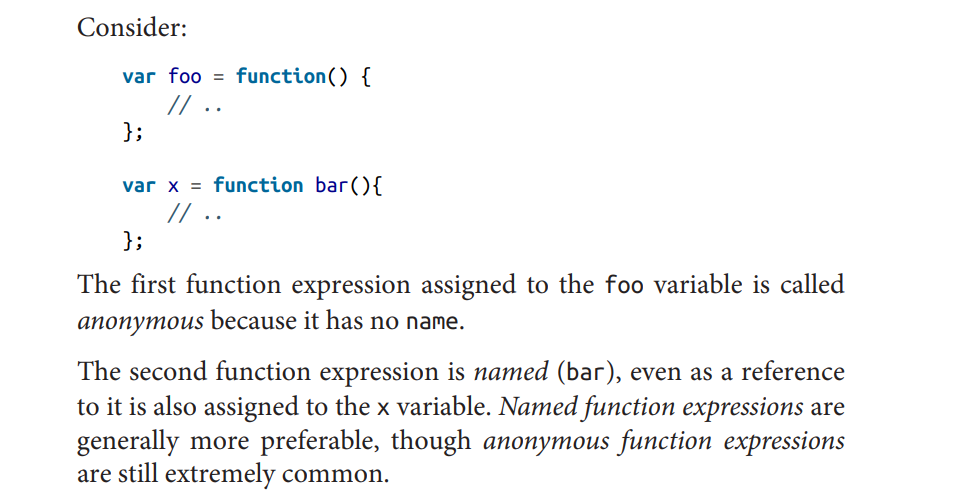 Consider:
var foo = function() {
// ..
};
var x = function bar(){
// ..
};
The first function expression assigned to the foo variable is called
anonymous because it has no name.
The second function expression is named (bar), even as a reference
to it is also assigned to the x variable. Named function expressions are
generally more preferable, though anonymous function expressions
are still extremely common.